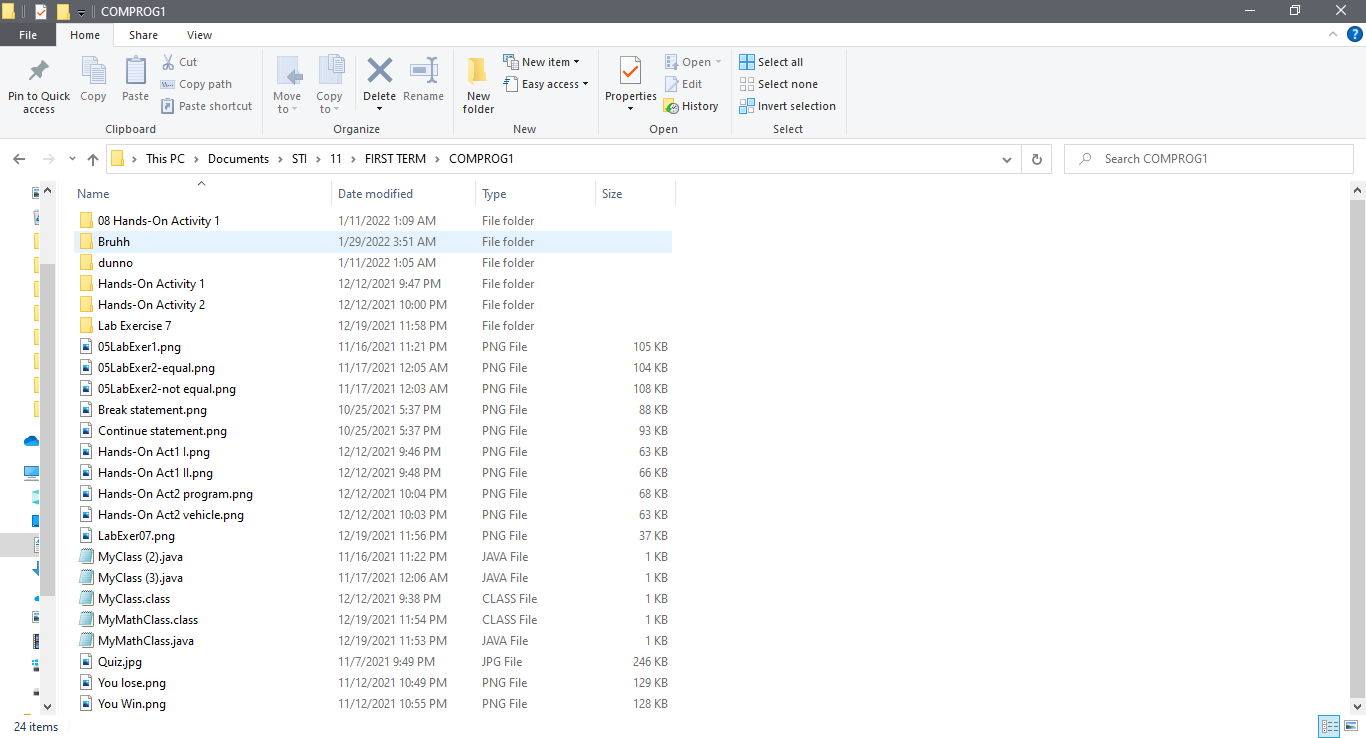 COMPROG1
File Home Share View
Pin to Quick access
Copy
Paste
Cut
Copy path
Paste shortcut
Clipboard
Move to
Copy to
Delete
Rename
Organize
New folder
New item
Easy access
New
Properties
Open
Edit
History
Open
Select all
Select none
Invert selection
Select
This PC > Documents > STI > 11 > FIRST TERM > COMPROG1
Search COMPROG1
Name Date modified Type Size
08 Hands-On Activity 1 1/11/2022 1:09 AM File folder
Bruhh 1/29/2022 3:51 AM File folder
dunno 1/11/2022 1:05 AM File folder
Hands-On Activity 1 12/12/2021 9:47 PM File folder
Hands-On Activity 2 12/12/2021 10:00 PM File folder
Lab Exercise 7 12/19/2021 11:58 PM File folder
05LabExer1.png 11/16/2021 11:21 PM PNG File 105 KB
05LabExer2-equal.png 11/17/2021 12:05 AM PNG File 104 KB
05LabExer2-not equal.png 11/17/2021 12:03 AM PNG File 108 KB
Break statement.png 10/25/2021 5:37 PM PNG File 88 KB
Continue statement.png 10/25/2021 5:37 PM PNG File 93 KB
Hands-On Act1 I.png 12/12/2021 9:46 PM PNG File 63 KB
Hands-On Act1 II.png 12/12/2021 9:48 PM PNG File 66 KB
Hands-On Act2 program.png 12/12/2021 10:04 PM PNG File 68 KB
Hands-On Act2 vehicle.png 12/12/2021 10:03 PM PNG File 63 KB
LabExer07.png 12/19/2021 11:56 PM PNG File 37 KB
MyClass (2).java 11/16/2021 11:22 PM JAVA File 1 KB
MyClass (3).java 11/17/2021 12:06 AM JAVA File 1 KB
MyClass.class 12/12/2021 9:38 PM CLASS File 1 KB
MyMathClass.class 12/19/2021 11:54 PM CLASS File 1 KB
MyMathClass.java 12/19/2021 11:53 PM JAVA File 1 KB
Quiz.jpg 11/7/2021 9:49 PM JPG File 246 KB
You lose.png 11/12/2021 10:49 PM PNG File 129 KB
You Win.png 11/12/2021 10:55 PM PNG File 128 KB
24 items